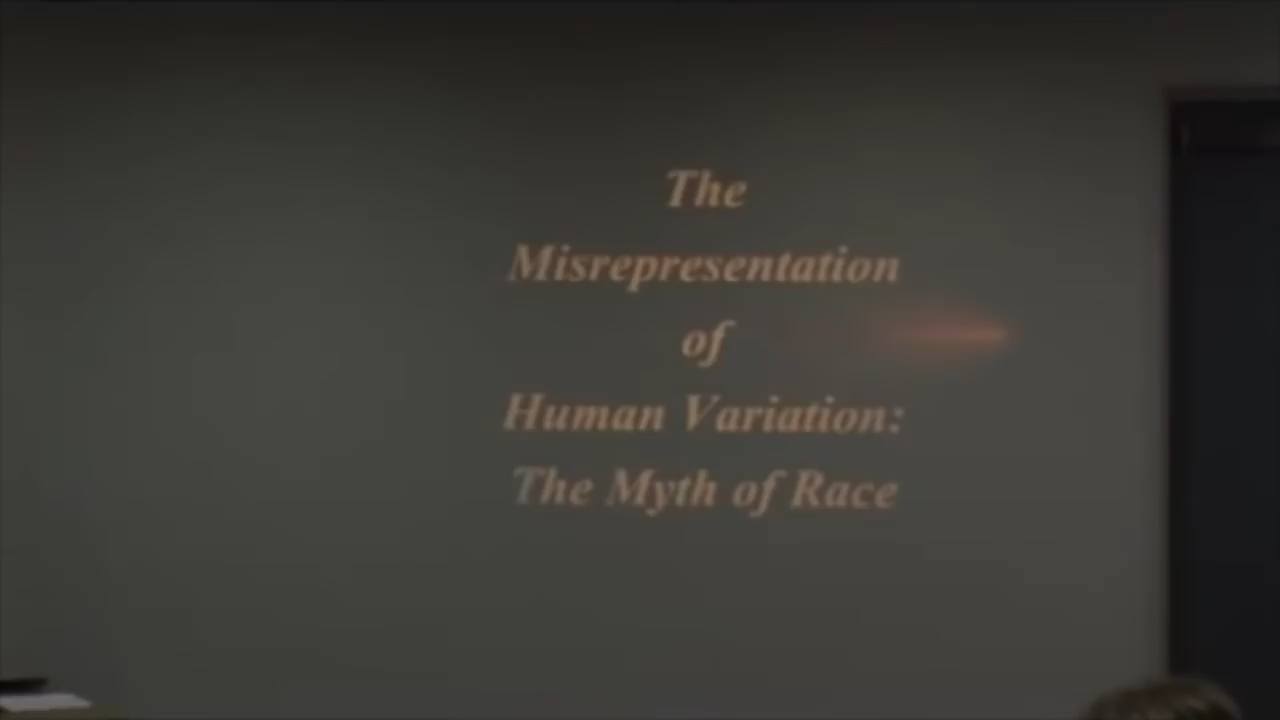 The
Misrepresentation
of
Human Variation:
The Myth of Race